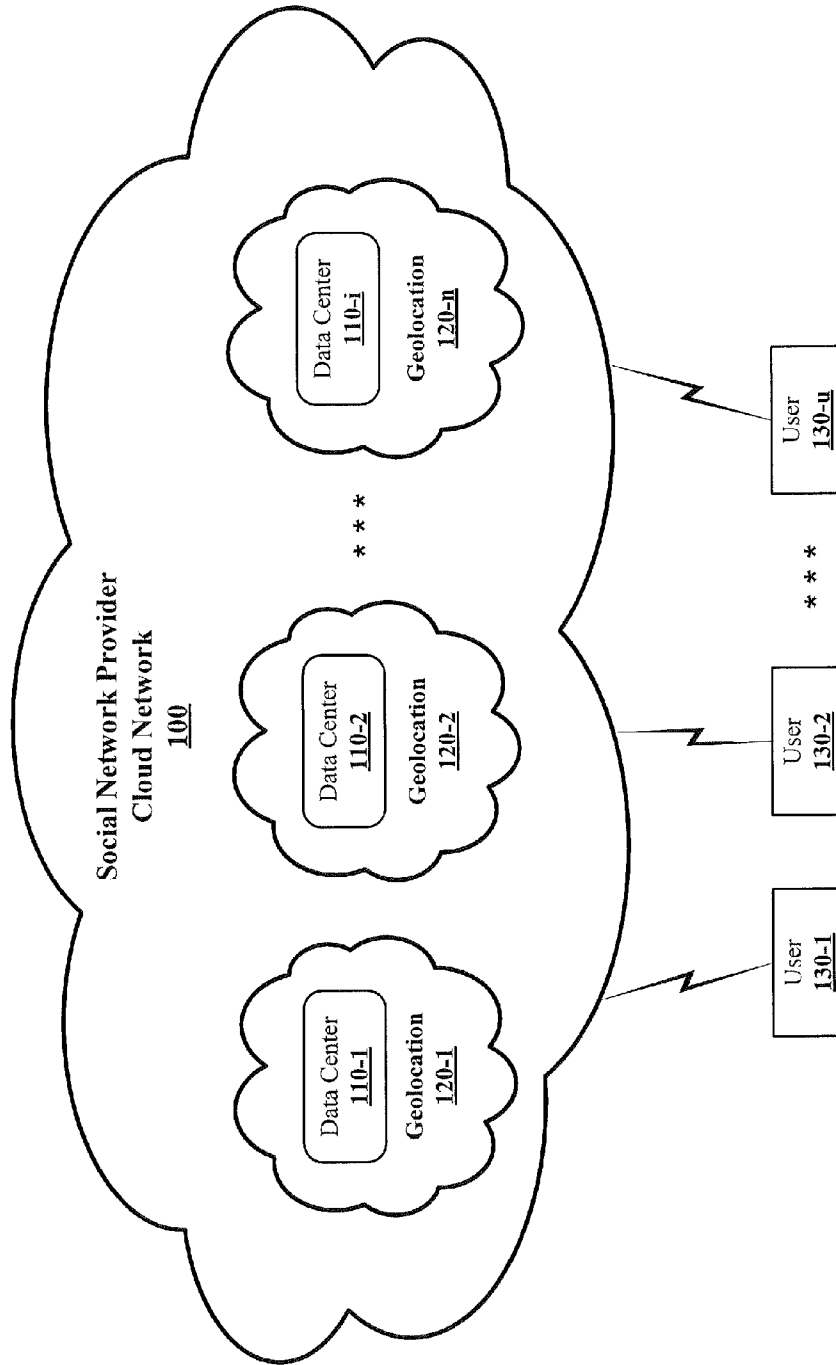 Social Network Provider
Cloud Network
100
Data Center
110-1
Geolocation
120-1
Data Center
110-2
Geolocation
120-2
* * *
Data Center
110-i
Geolocation
120-n
User
130-1
User
130-2
* * *
User
130-u